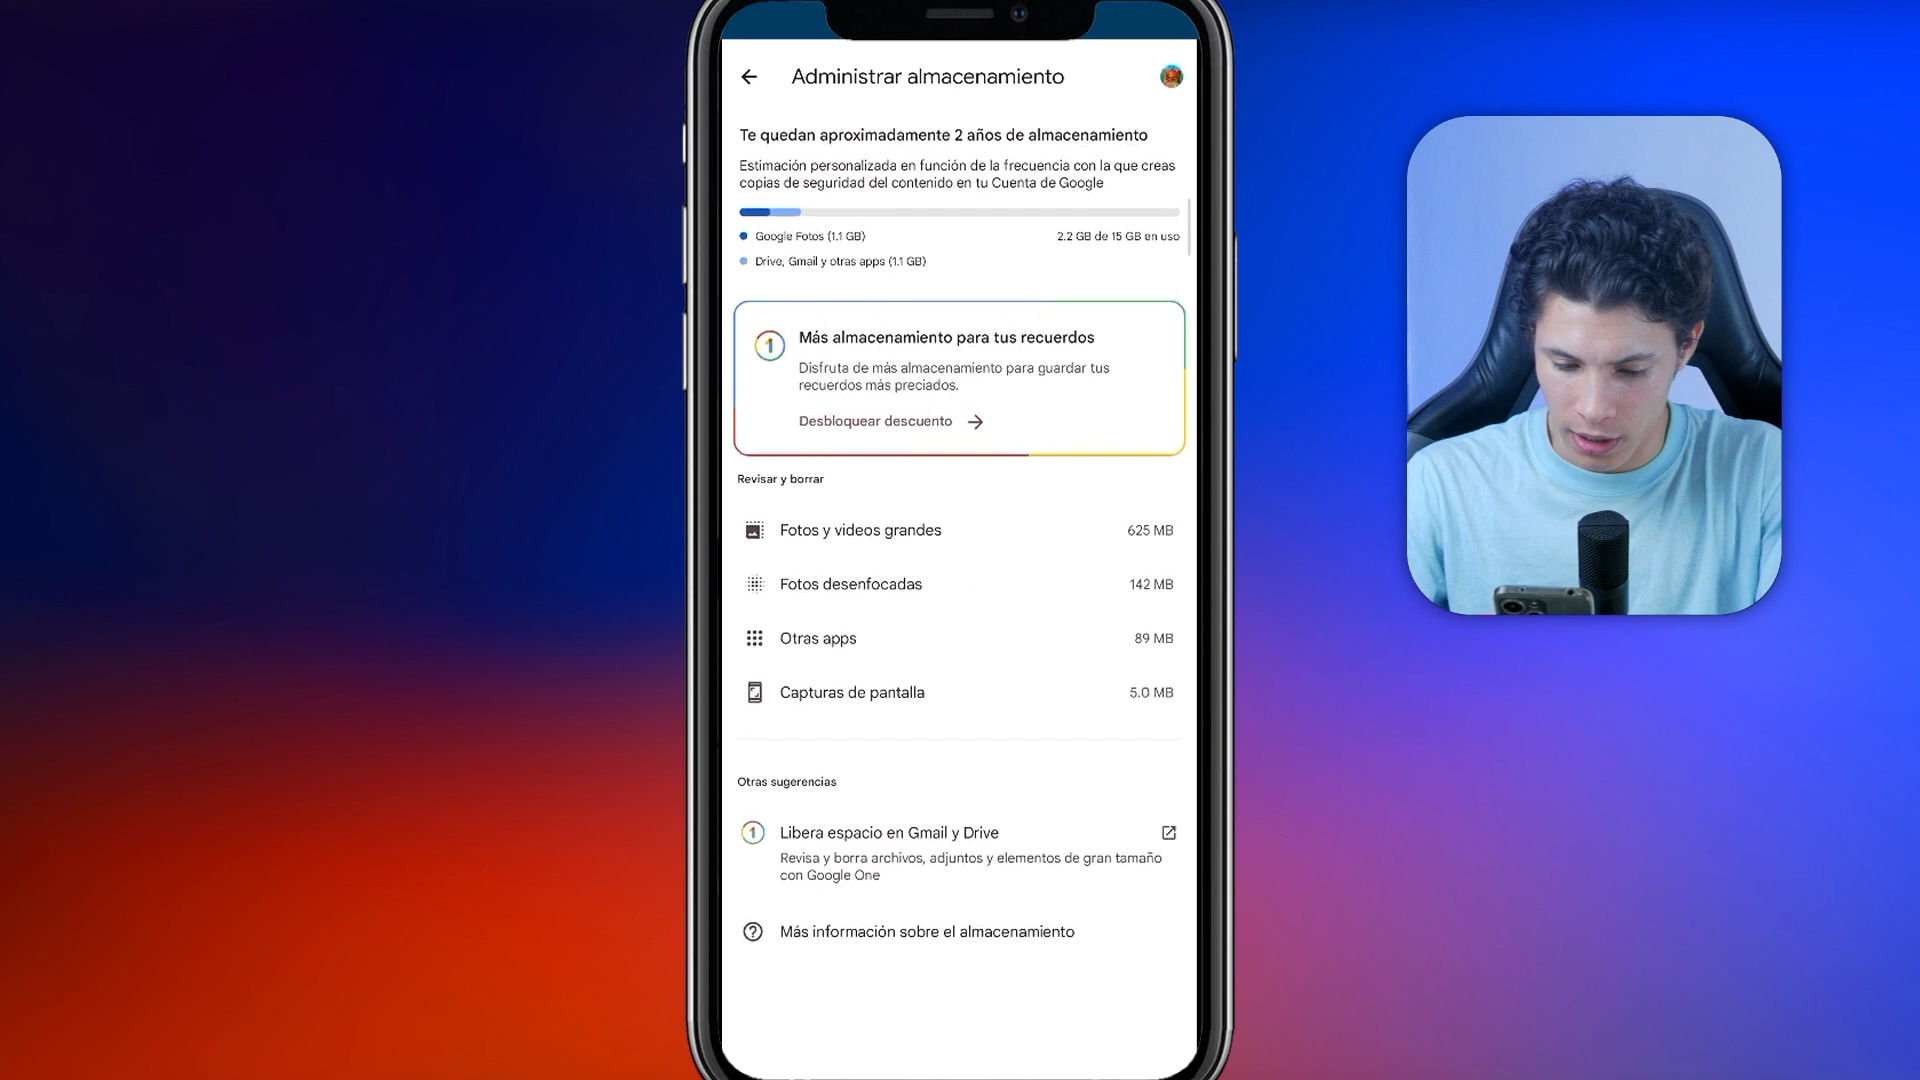 Administrar almacenamiento
Te quedan aproximadamente 2 años de almacenamiento
Estimación personalizada en función de la frecuencia con la que creas
copias de seguridad del contenido en tu Cuenta de Google
Google Fotos (1.1 GB)
2.2 GB de 15 GB en uso
Drive, Gmail y otras apps (1.1 GB)
1
Más almacenamiento para tus recuerdos
Disfruta de más almacenamiento para guardar tus
recuerdos más preciados.
Desbloquear descuento
Revisar y borrar
Fotos y videos grandes 625 MB
Fotos desenfocadas 142 MB
Otras apps 89 MB
Capturas de pantalla 5.0 MB
Otras sugerencias
1
Libera espacio en Gmail y Drive
Revisa y borra archivos, adjuntos y elementos de gran tamaño
con Google One
Más información sobre el almacenamiento